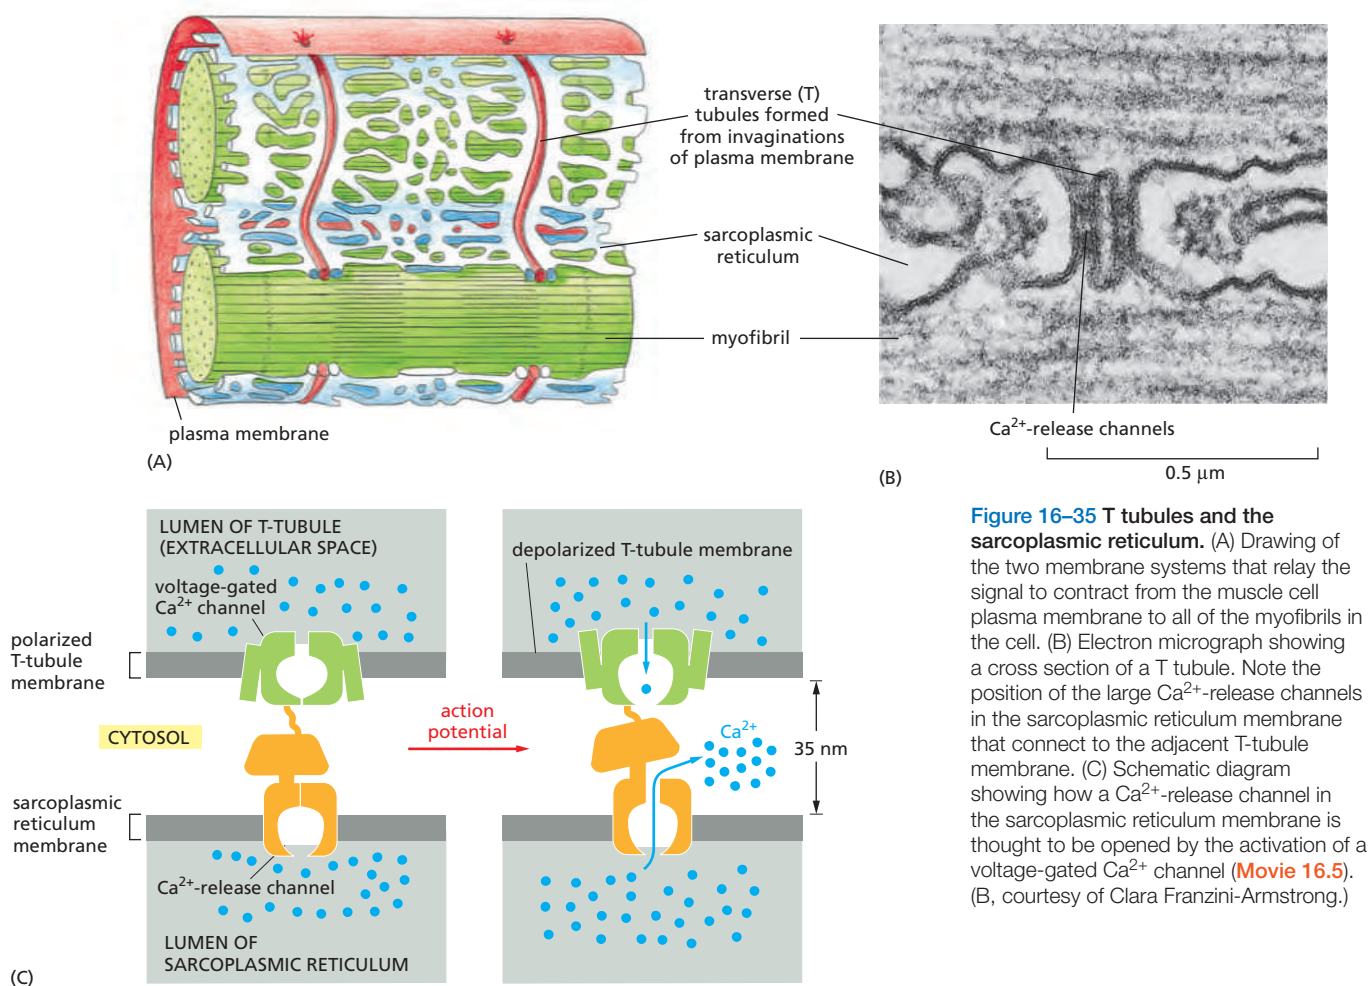 (A)
transverse (T)
tubules formed
from invaginations
of plasma membrane
sarcoplasmic
reticulum
myofibril
plasma membrane
(B)
Ca²⁺-release channels
0.5 μm
(C)
LUMEN OF T-TUBULE
(EXTRACELLULAR SPACE)
voltage-gated
Ca²⁺ channel
polarized
T-tubule
membrane
CYTOSOL
sarcoplasmic
reticulum
membrane
Ca²⁺-release channel
LUMEN OF
SARCOPLASMIC RETICULUM
action
potential
depolarized T-tubule membrane
Ca²⁺
35 nm
Figure 16–35 T tubules and the
sarcoplasmic reticulum. (A) Drawing of
the two membrane systems that relay the
signal to contract from the muscle cell
plasma membrane to all of the myofibrils in
the cell. (B) Electron micrograph showing
a cross section of a T tubule. Note the
position of the large Ca²⁺-release channels
in the sarcoplasmic reticulum membrane
that connect to the adjacent T-tubule
membrane. (C) Schematic diagram
showing how a Ca²⁺-release channel in
the sarcoplasmic reticulum membrane is
thought to be opened by the activation of a
voltage-gated Ca²⁺ channel (Movie 16.5).
(B, courtesy of Clara Franzini-Armstrong.)